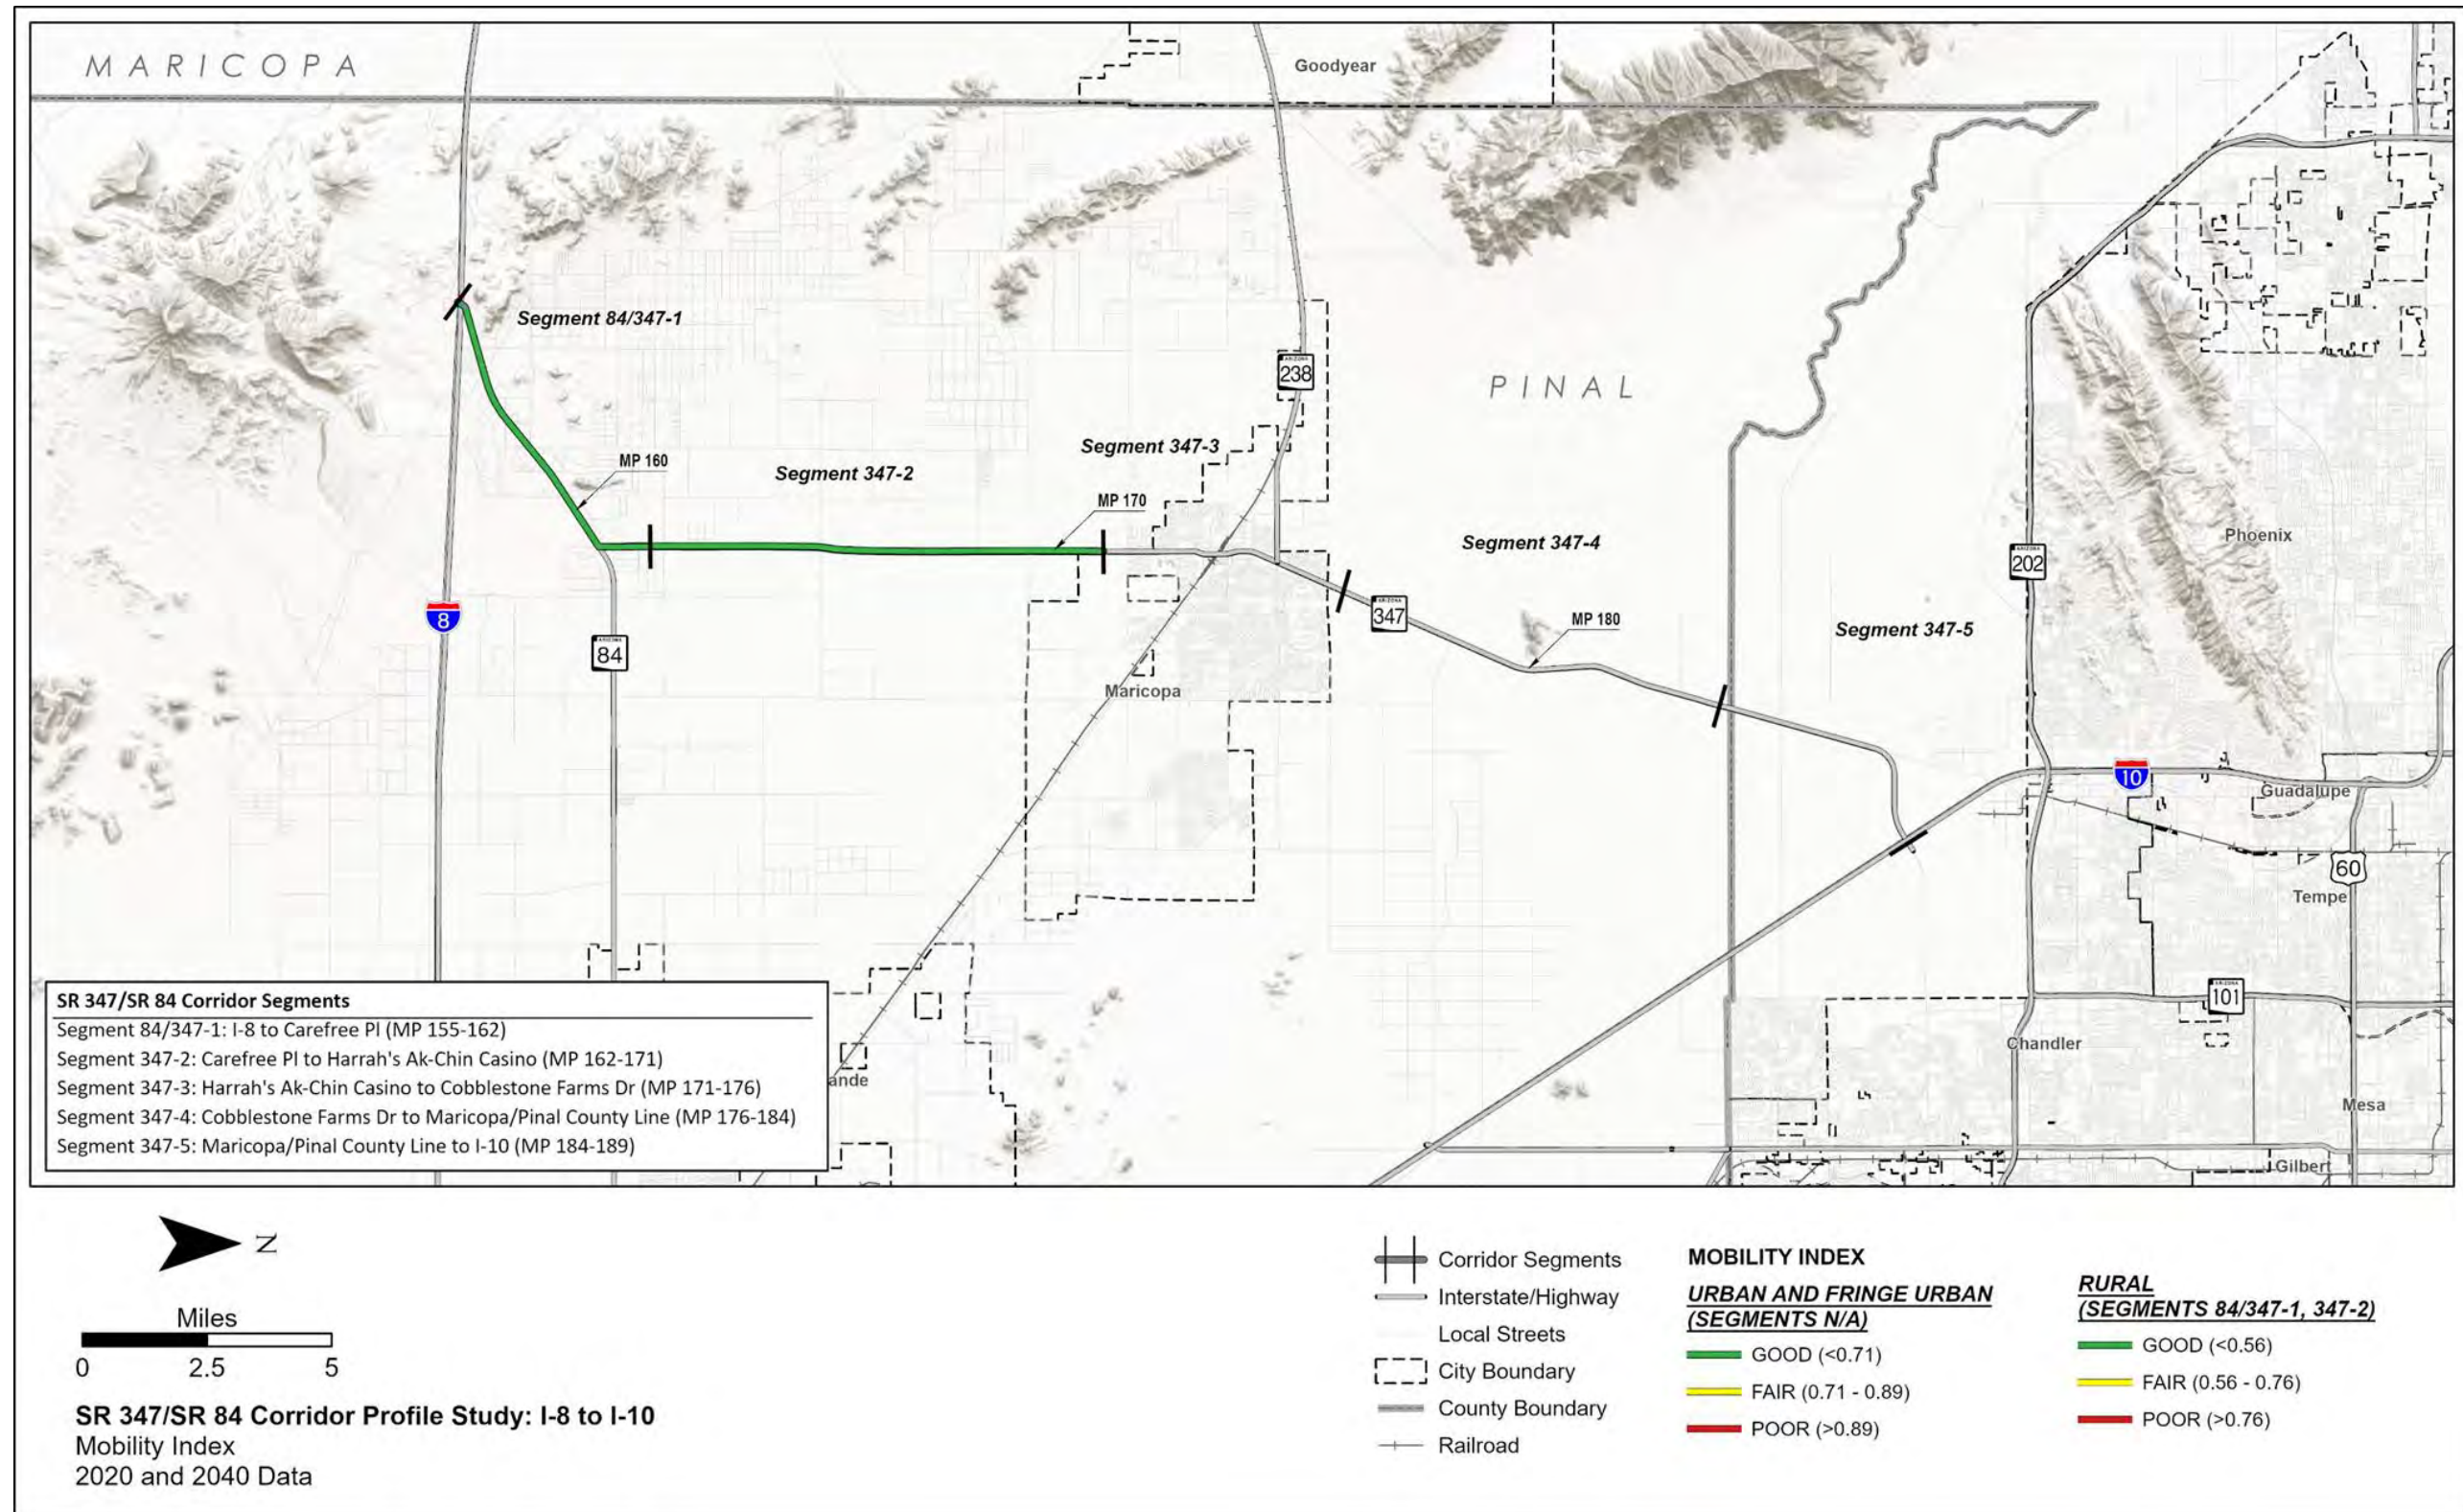 MARICOPA
Goodyear
Segment 84/347-1
ARIZONA
238
PINAL
Segment 347-3
MP 160
Segment 347-2
MP 170
Segment 347-4
Phoenix
ARIZONA
202
8
ARIZONA
347
MP 180
Segment 347-5
ARIZONA
84
Maricopa
10
Guadalupe
60
Tempe
ARIZONA
101
Chandler
ande
Mesa
Gilbert
SR 347/SR 84 Corridor Segments
Segment 84/347-1: I-8 to Carefree Pl (MP 155-162)
Segment 347-2: Carefree Pl to Harrah's Ak-Chin Casino (MP 162-171)
Segment 347-3: Harrah's Ak-Chin Casino to Cobblestone Farms Dr (MP 171-176)
Segment 347-4: Cobblestone Farms Dr to Maricopa/Pinal County Line (MP 176-184)
Segment 347-5: Maricopa/Pinal County Line to I-10 (MP 184-189)
N
Miles
0 2.5 5
SR 347/SR 84 Corridor Profile Study: I-8 to I-10
Mobility Index
2020 and 2040 Data
Corridor Segments
Interstate/Highway
Local Streets
City Boundary
County Boundary
Railroad
MOBILITY INDEX
URBAN AND FRINGE URBAN
(SEGMENTS N/A)
GOOD (<0.71)
FAIR (0.71 - 0.89)
POOR (>0.89)
RURAL
(SEGMENTS 84/347-1, 347-2)
GOOD (<0.56)
FAIR (0.56 - 0.76)
POOR (>0.76)